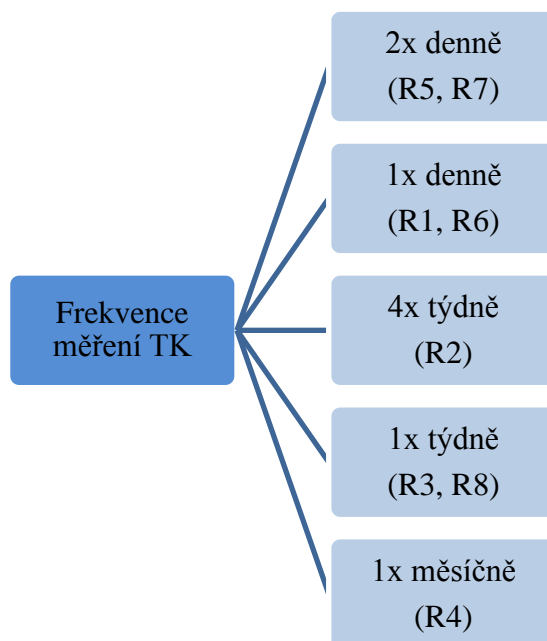 Frekvence
měření TK
2x denně
(R5, R7)
1x denně
(R1, R6)
4x týdně
(R2)
1x týdně
(R3, R8)
1x měsíčně
(R4)